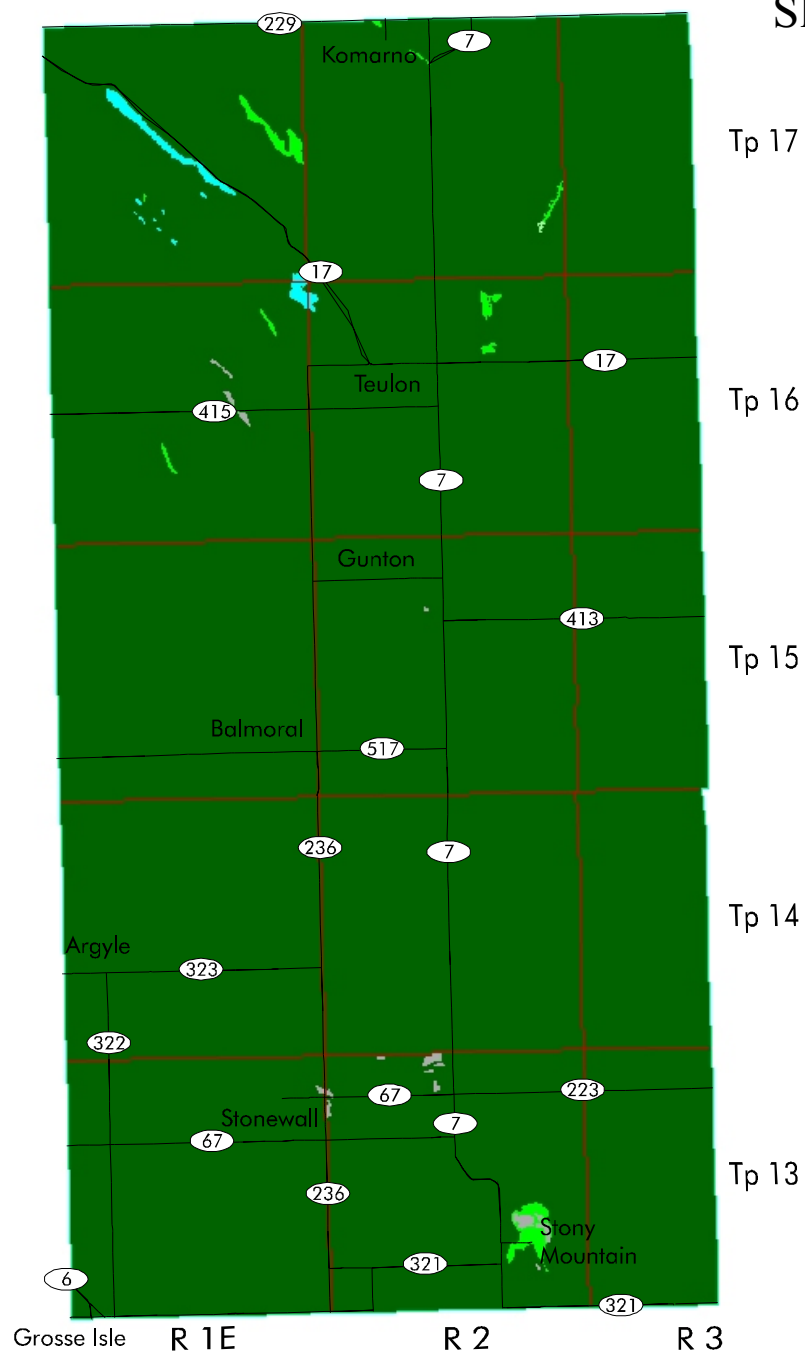 SL
229
7
Komarno
Tp 17
17
17
Teulon
Tp 16
415
7
Gunton
413
Tp 15
Balmoral
517
236
7
Tp 14
Argyle
323
322
67
223
Stonewall
7
67
Tp 13
236
Stony
Mountain
321
6
321
Grosse Isle
R 1E
R 2
R 3